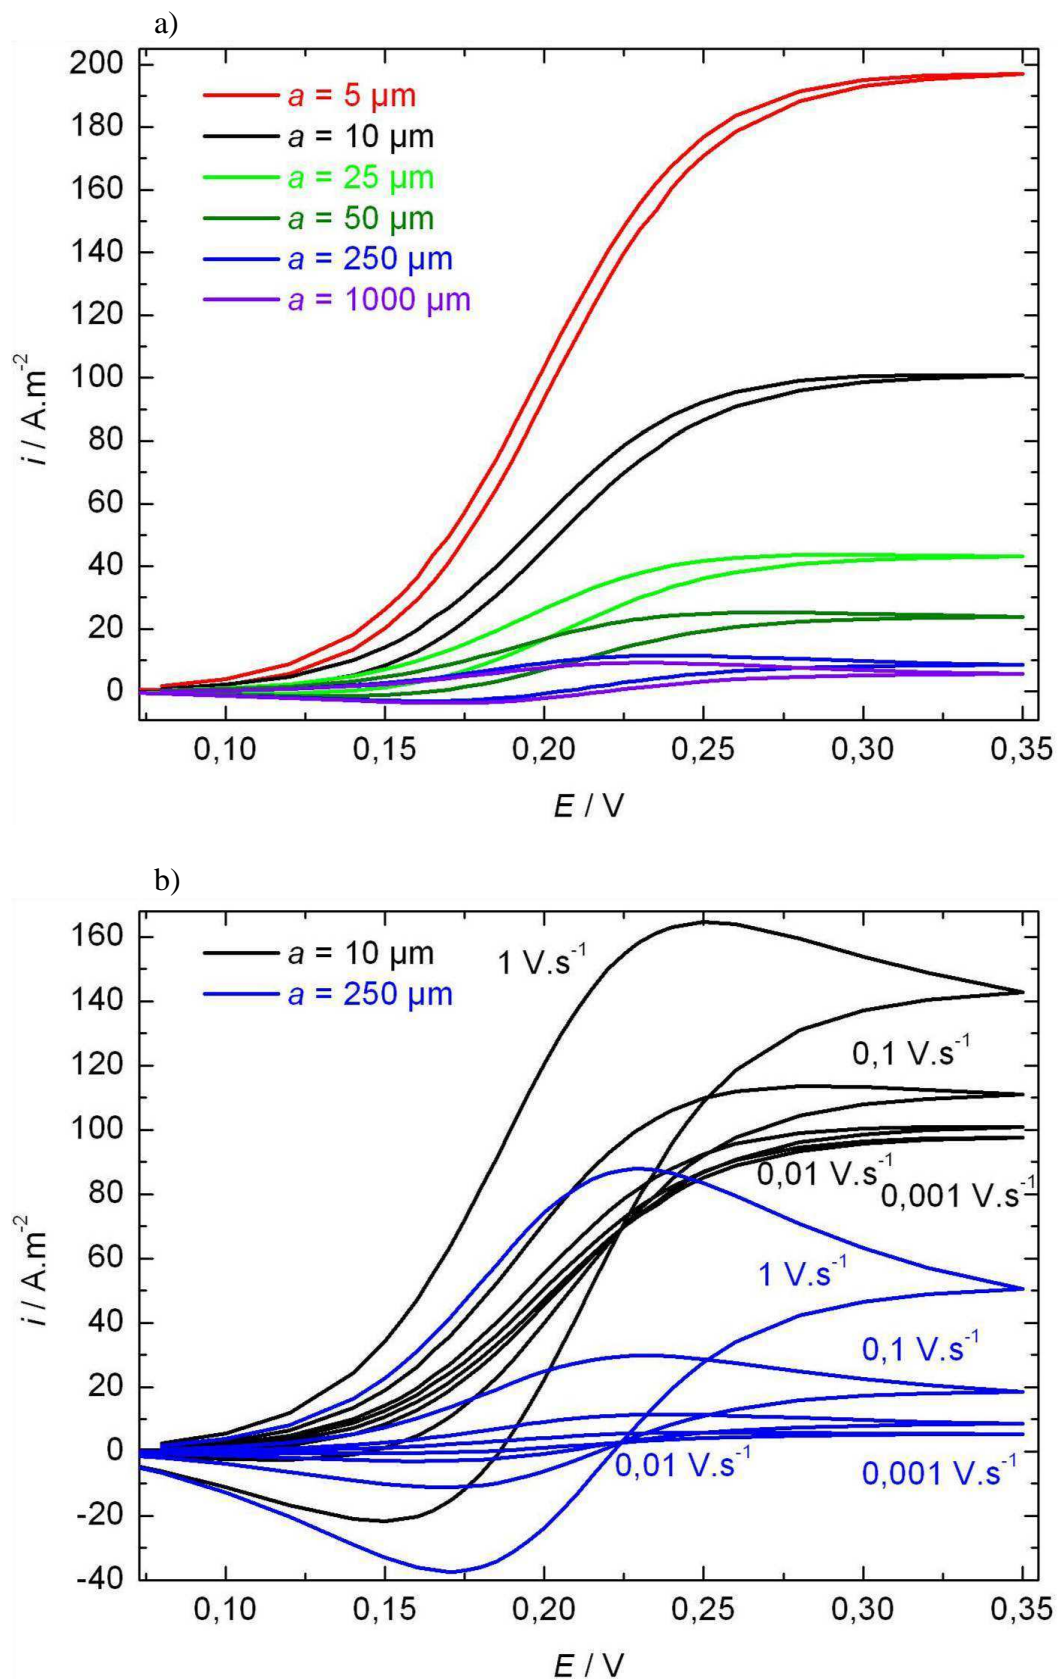 a)
200
180
160
140
120
100
80
60
40
20
0
i / A.m⁻²
a = 5 µm
a = 10 µm
a = 25 µm
a = 50 µm
a = 250 µm
a = 1000 µm
0,10 0,15 0,20 0,25 0,30 0,35
E / V
b)
160
140
120
100
80
60
40
20
0
-20
-40
i / A.m⁻²
a = 10 µm
a = 250 µm
1 V.s⁻¹
0,1 V.s⁻¹
0,01 V.s⁻¹
0,001 V.s⁻¹
1 V.s⁻¹
0,1 V.s⁻¹
0,01 V.s⁻¹
0,001 V.s⁻¹
0,10 0,15 0,20 0,25 0,30 0,35
E / V